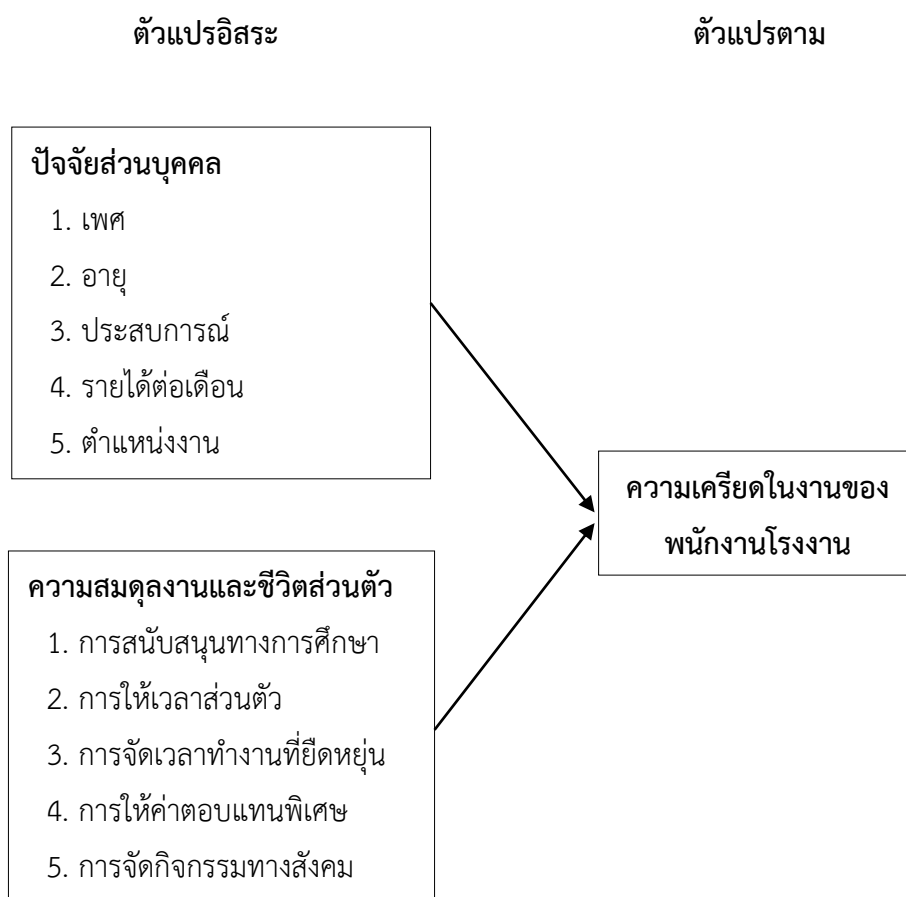 ตัวแปรอิสระ
ตัวแปรตาม
ปัจจัยส่วนบุคคล
1. เพศ
2. อายุ
3. ประสบการณ์
4. รายได้ต่อเดือน
5. ตำแหน่งงาน
ความเครียดในงานของ
พนักงานโรงงาน
ความสมดุลงานและชีวิตส่วนตัว
1. การสนับสนุนทางการศึกษา
2. การให้เวลาส่วนตัว
3. การจัดเวลาทำงานที่ยืดหยุ่น
4. การให้ค่าตอบแทนพิเศษ
5. การจัดกิจกรรมทางสังคม